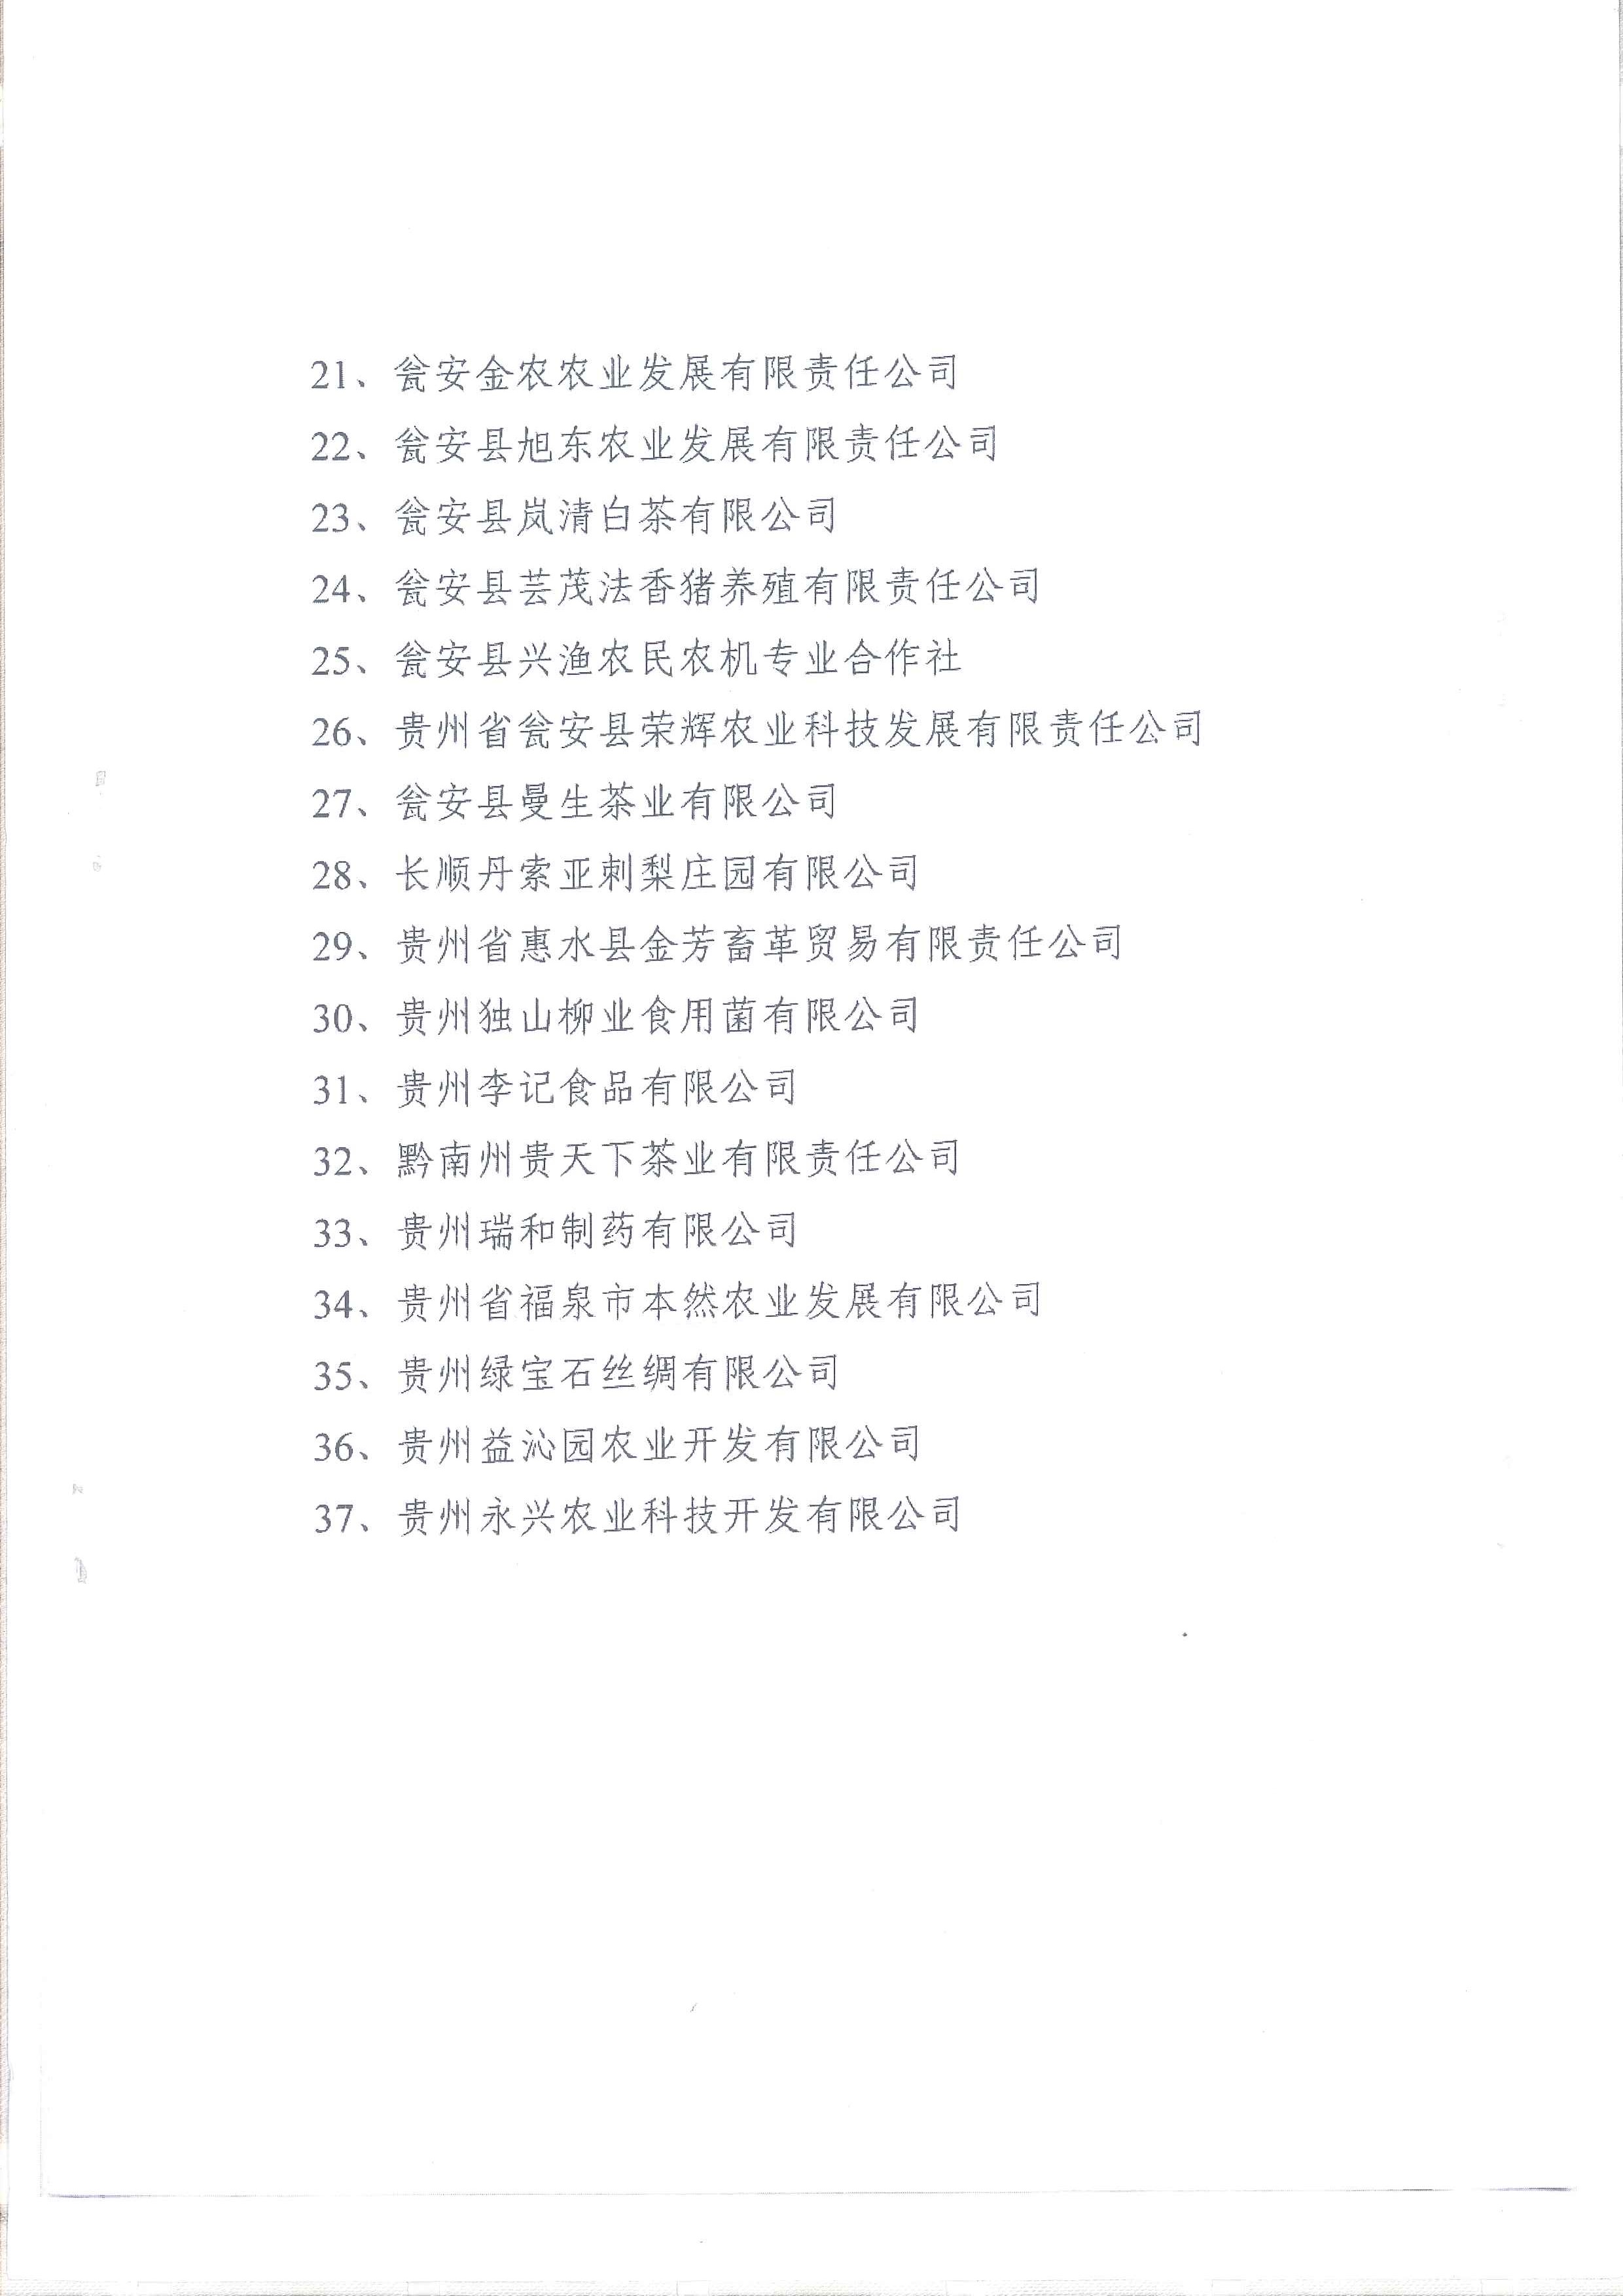 21、瓮安金农农业发展有限责任公司
22、瓮安县旭东农业发展有限责任公司
23、瓮安县岚清白茶有限公司
24、瓮安县芸茂法香猪养殖有限责任公司
25、瓮安县兴渔农民农机专业合作社
26、贵州省瓮安县荣辉农业科技发展有限责任公司
27、瓮安县曼生茶业有限公司
28、长顺丹索亚刺梨庄园有限公司
29、贵州省惠水县金芳畜革贸易有限责任公司
30、贵州独山柳业食用菌有限公司
31、贵州李记食品有限公司
32、黔南州贵天下茶业有限责任公司
33、贵州瑞和制药有限公司
34、贵州省福泉市本然农业发展有限公司
35、贵州绿宝石丝绸有限公司
36、贵州益沁园农业开发有限公司
37、贵州永兴农业科技开发有限公司